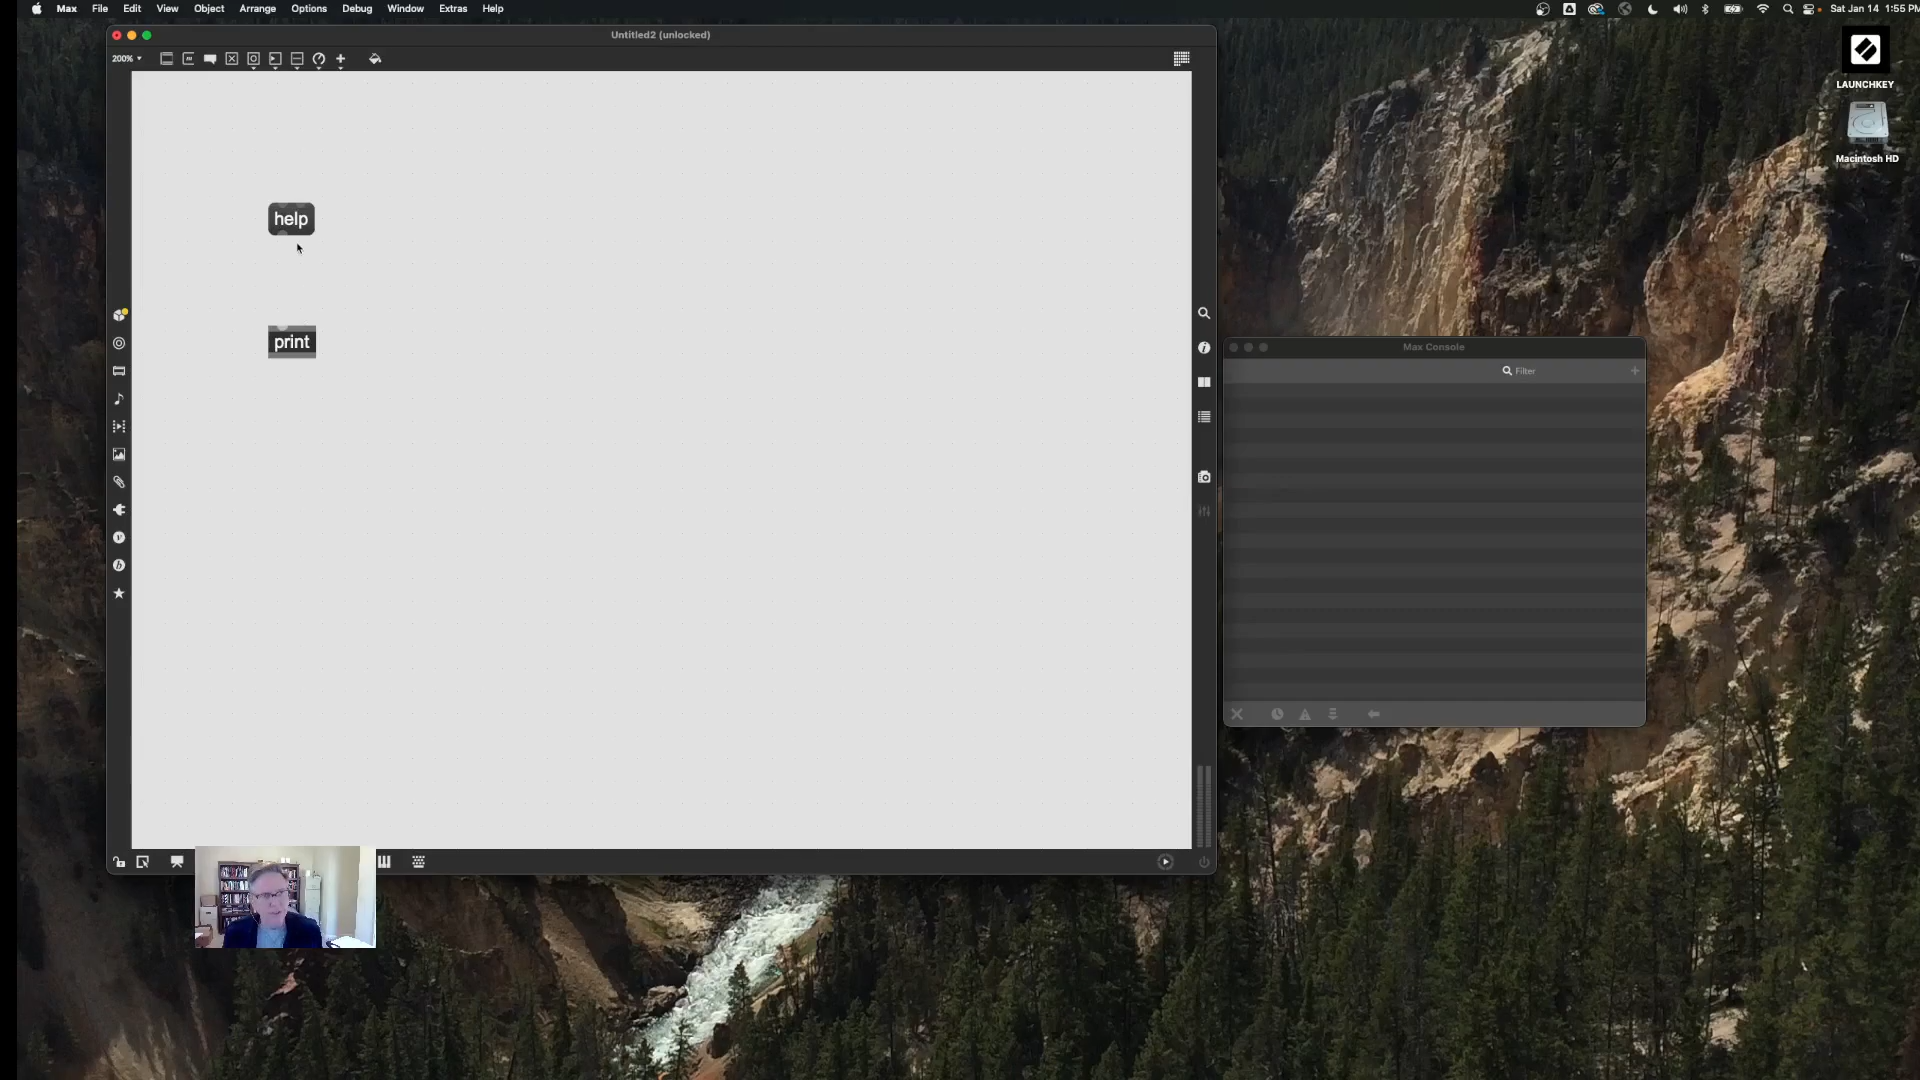 Max File Edit View Object Arrange Options Debug Window Extras Help
Sat Jan 14 1:55 PM
Untitled2 (unlocked)
200%
LAUNCHKEY
Macintosh HD
help
print
Max Console
Filter